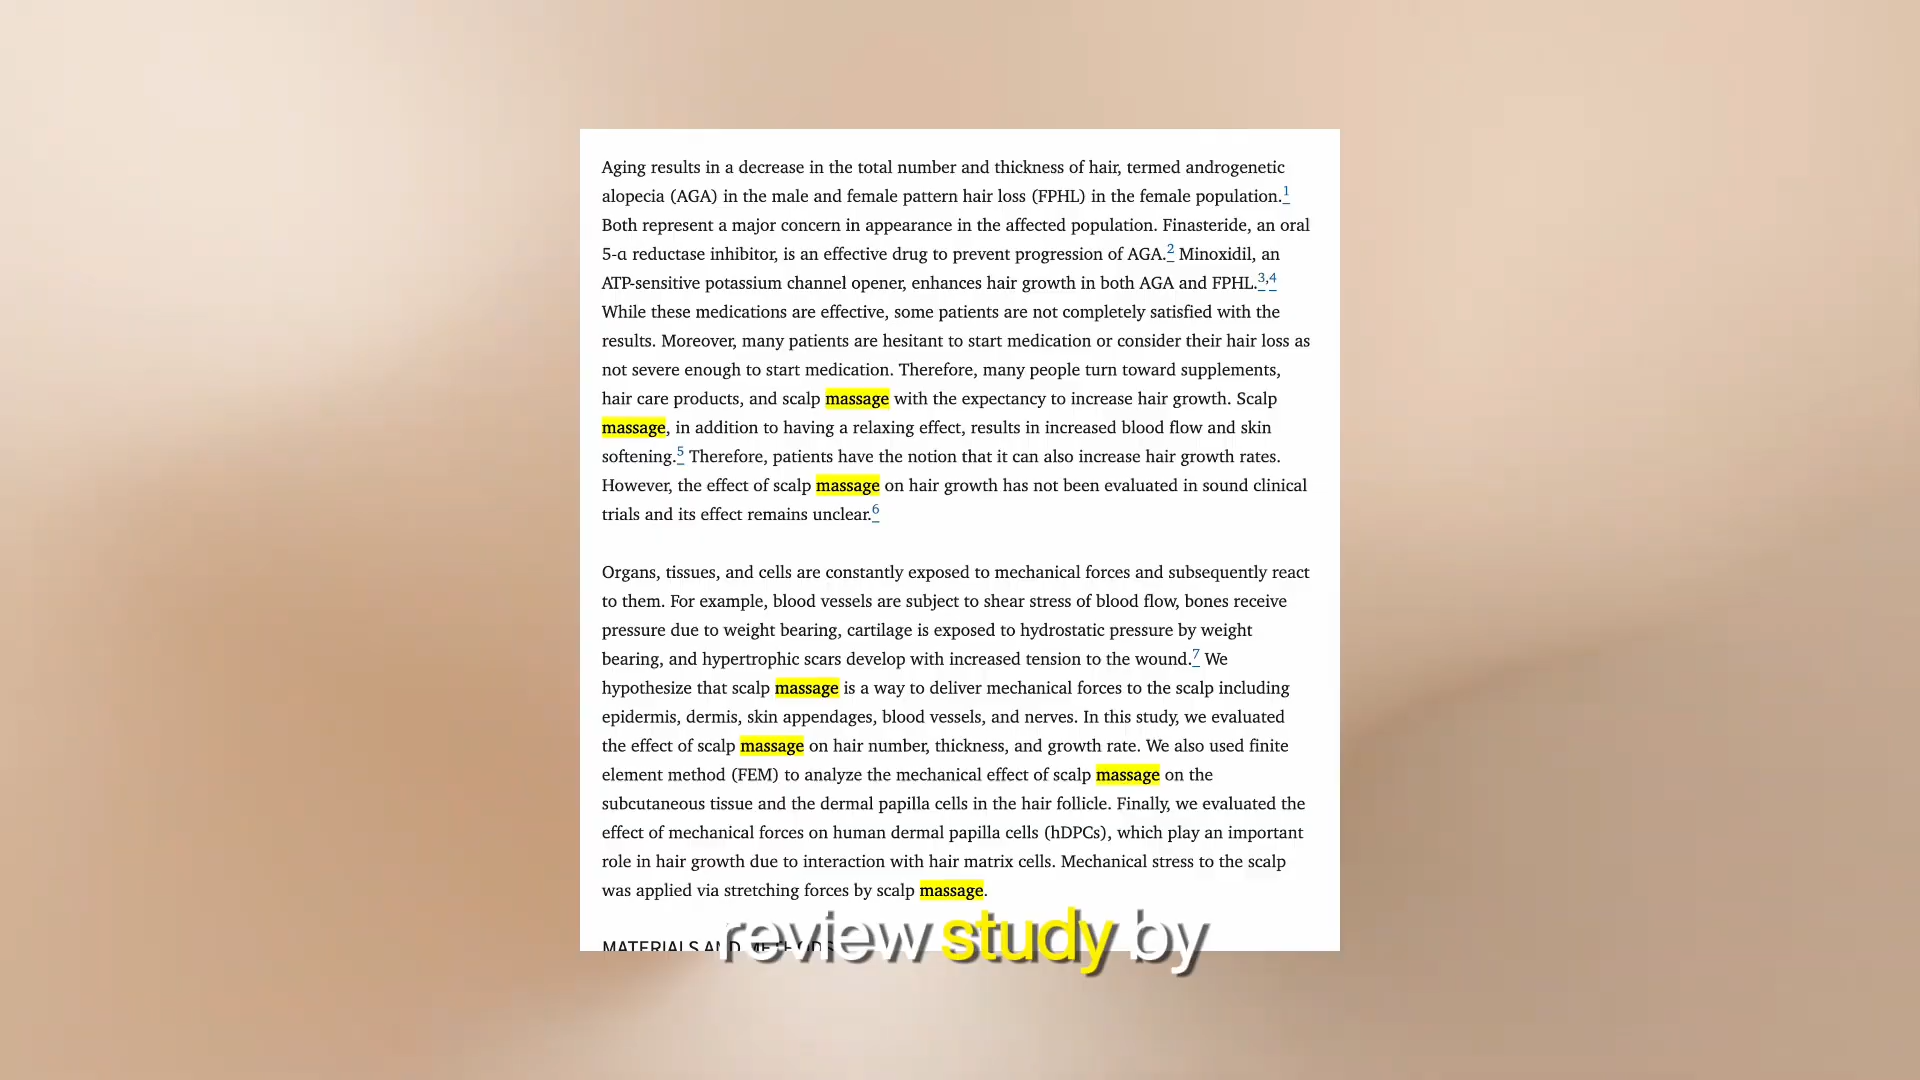 Aging results in a decrease in the total number and thickness of hair, termed androgenetic
alopecia (AGA) in the male and female pattern hair loss (FPHL) in the female population.1
Both represent a major concern in appearance in the affected population. Finasteride, an oral
5-α reductase inhibitor, is an effective drug to prevent progression of AGA.2 Minoxidil, an
ATP-sensitive potassium channel opener, enhances hair growth in both AGA and FPHL.3,4
While these medications are effective, some patients are not completely satisfied with the
results. Moreover, many patients are hesitant to start medication or consider their hair loss as
not severe enough to start medication. Therefore, many people turn toward supplements,
hair care products, and scalp massage with the expectancy to increase hair growth. Scalp
massage, in addition to having a relaxing effect, results in increased blood flow and skin
softening.5 Therefore, patients have the notion that it can also increase hair growth rates.
However, the effect of scalp massage on hair growth has not been evaluated in sound clinical
trials and its effect remains unclear.6
Organs, tissues, and cells are constantly exposed to mechanical forces and subsequently react
to them. For example, blood vessels are subject to shear stress of blood flow, bones receive
pressure due to weight bearing, cartilage is exposed to hydrostatic pressure by weight
bearing, and hypertrophic scars develop with increased tension to the wound.7 We
hypothesize that scalp massage is a way to deliver mechanical forces to the scalp including
epidermis, dermis, skin appendages, blood vessels, and nerves. In this study, we evaluated
the effect of scalp massage on hair number, thickness, and growth rate. We also used finite
element method (FEM) to analyze the mechanical effect of scalp massage on the
subcutaneous tissue and the dermal papilla cells in the hair follicle. Finally, we evaluated the
effect of mechanical forces on human dermal papilla cells (hDPCs), which play an important
role in hair growth due to interaction with hair matrix cells. Mechanical stress to the scalp
was applied via stretching forces by scalp massage.
MATERIALS AND METHODS
review study by